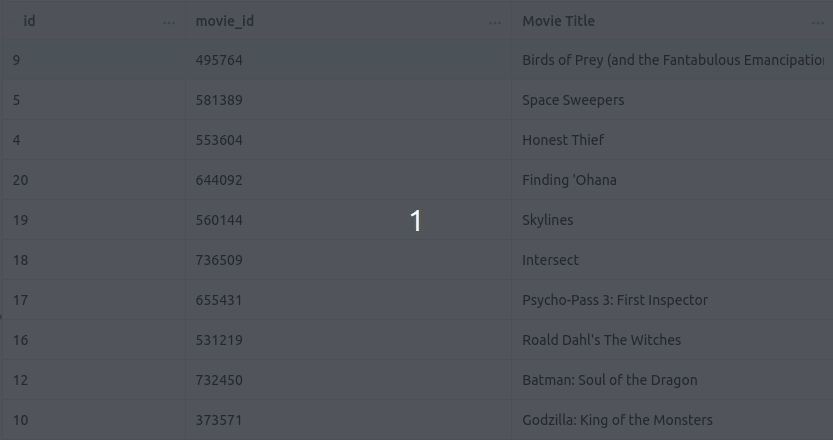 id ... movie_id ... Movie Title ...
9 495764 Birds of Prey (and the Fantabulous Emancipation
5 581389 Space Sweepers
4 553604 Honest Thief
20 644092 Finding 'Ohana
19 560144 1 Skylines
18 736509 Intersect
17 655431 Psycho-Pass 3: First Inspector
16 531219 Roald Dahl's The Witches
12 732450 Batman: Soul of the Dragon
10 373571 Godzilla: King of the Monsters